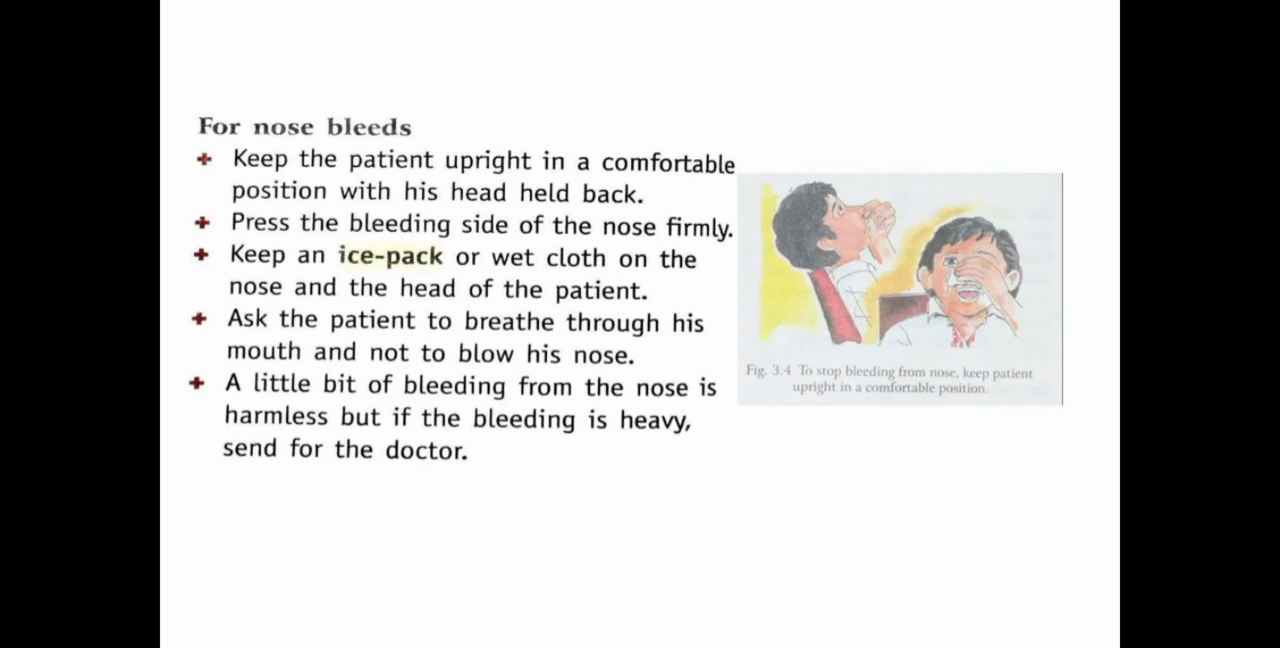 For nose bleeds
+ Keep the patient upright in a comfortable
position with his head held back.
+ Press the bleeding side of the nose firmly.
+ Keep an ice-pack or wet cloth on the
nose and the head of the patient.
+ Ask the patient to breathe through his
mouth and not to blow his nose.
+ A little bit of bleeding from the nose is
harmless but if the bleeding is heavy,
send for the doctor.
Fig. 3.4 To stop bleeding from nose, keep patient
upright in a comfortable position.